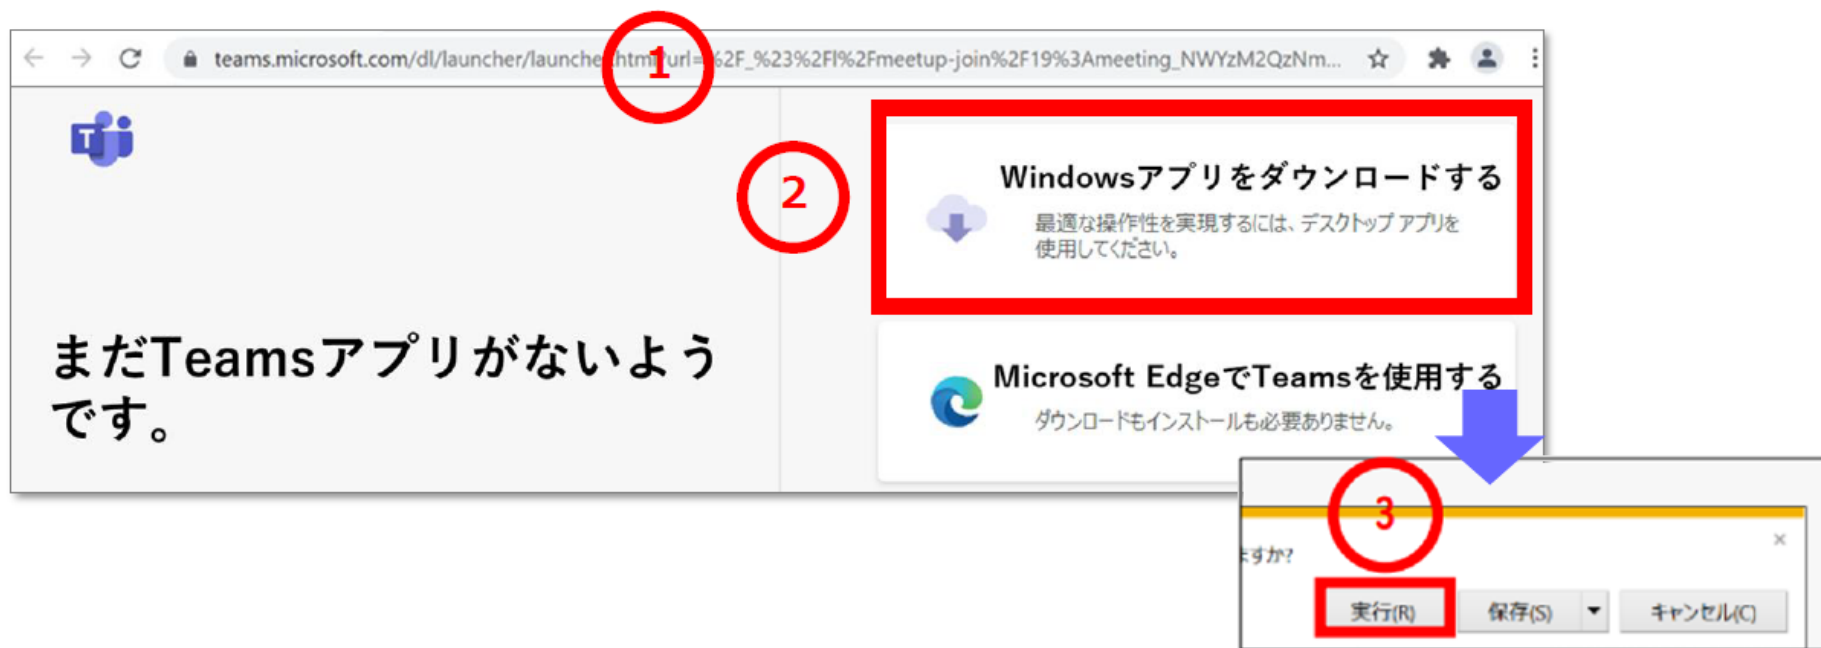 teams.microsoft.com/dl/launcher/launche
html?url=
%2F_%23%2Fl%2Fmeetup-join%2F19%3Ameeting_NWYzM2QzNm...
1
T
2
Windowsアプリをダウンロードする
最適な操作性を実現するには、デスクトップ アプリを
使用してください。
まだTeamsアプリがないよう
です。
Microsoft EdgeでTeamsを使用する
ダウンロードもインストールも必要ありません。
3
ますか?
×
実行(R)
保存(S)
キャンセル(C)